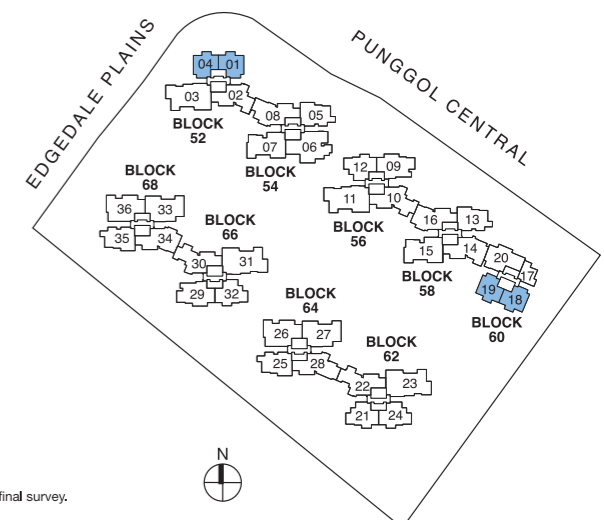 EDGEDALE PLAINS
PUNGGOL CENTRAL
04 01
03 02
BLOCK
52
08 05
07 06
BLOCK
54
12 09
11 10
BLOCK
56
16 13
15 14
BLOCK
58
20 17
19 18
BLOCK
60
BLOCK
68
36 33
35 34
BLOCK
66
30 31
29 32
BLOCK
64
26 27
25 28
BLOCK
62
22 23
21 24
N
final survey.